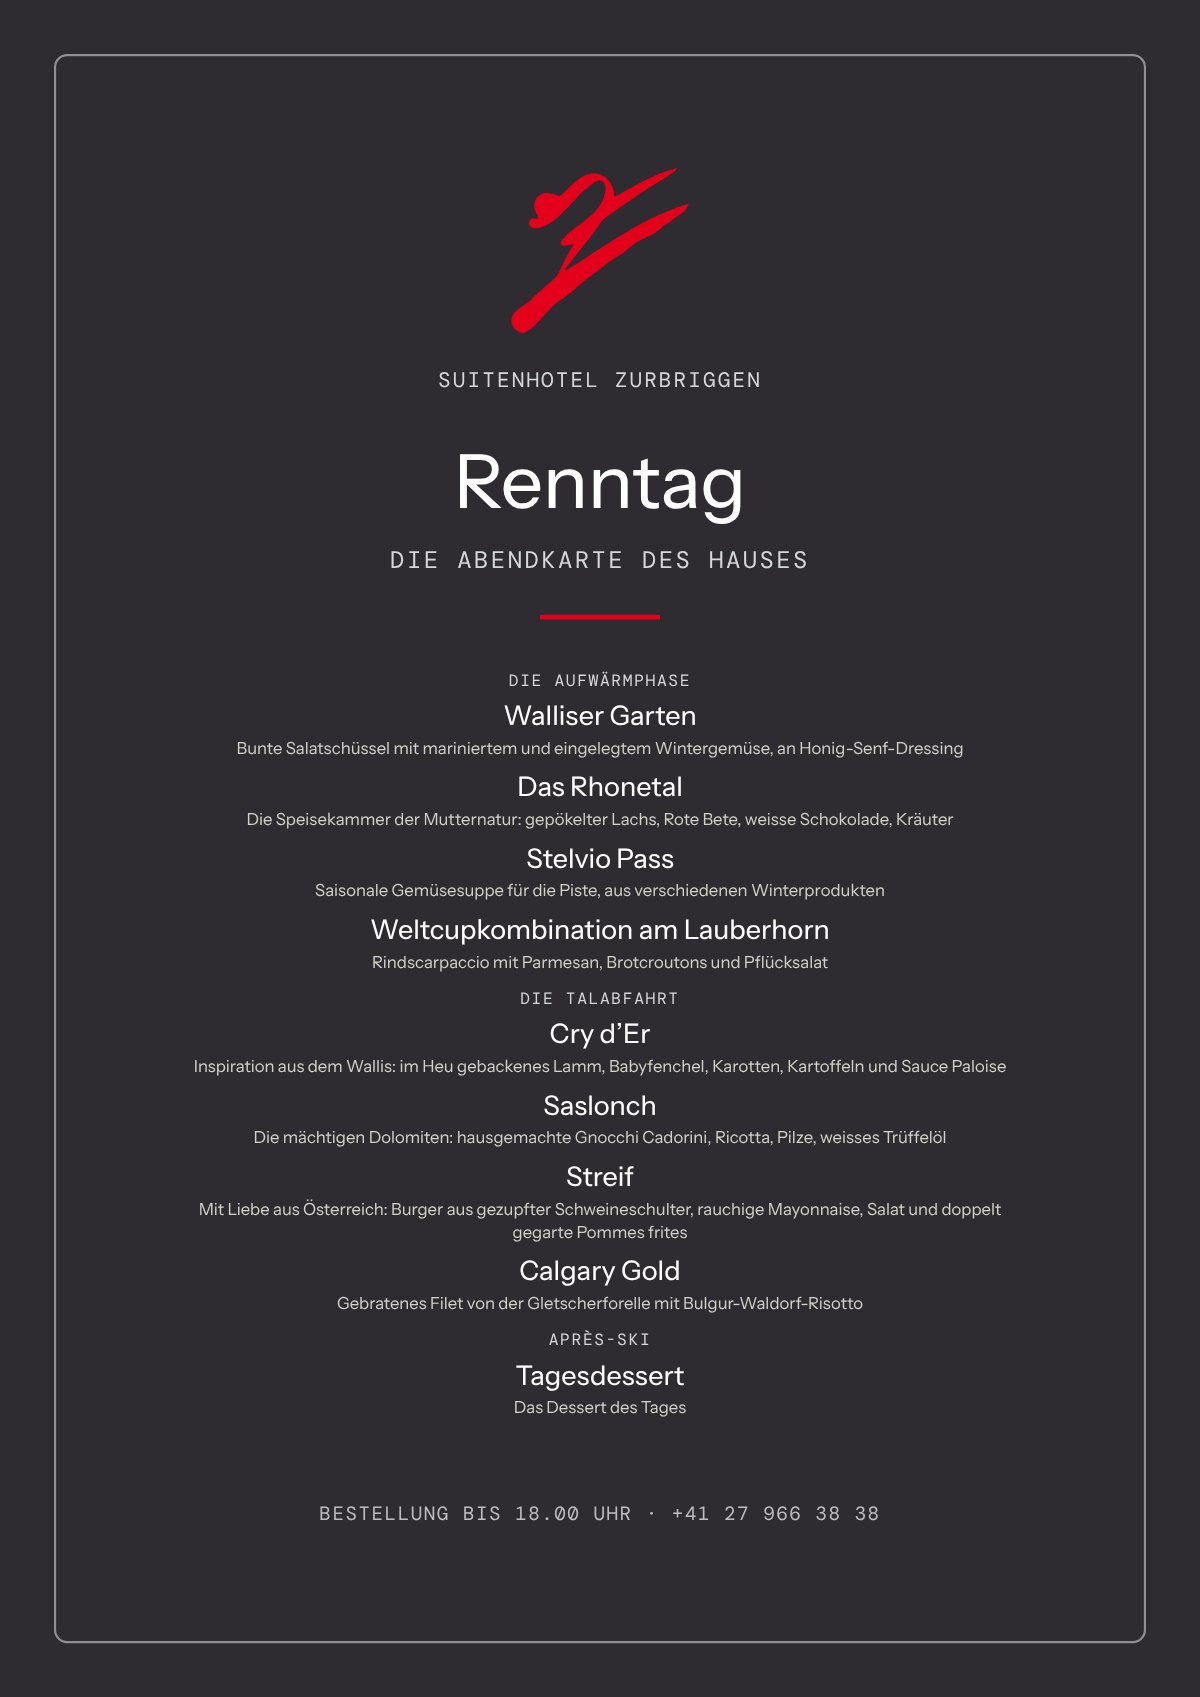 SUITENHOTEL ZURBRIGGEN
Renntag
DIE ABENDKARTE DES HAUSES
DIE AUFWÄRMPHASE
Walliser Garten
Bunte Salatschüssel mit mariniertem und eingelegtem Wintergemüse, an Honig-Senf-Dressing
Das Rhonetal
Die Speisekammer der Mutternatur: gepökelter Lachs, Rote Bete, weisse Schokolade, Kräuter
Stelvio Pass
Saisonale Gemüsesuppe für die Piste, aus verschiedenen Winterprodukten
Weltcupkombination am Lauberhorn
Rindscarpaccio mit Parmesan, Brotcroutons und Pflücksalat
DIE TALABFAHRT
Cry d’Er
Inspiration aus dem Wallis: im Heu gebackenes Lamm, Babyfenchel, Karotten, Kartoffeln und Sauce Paloise
Saslonch
Die mächtigen Dolomiten: hausgemachte Gnocchi Cadorini, Ricotta, Pilze, weisses Trüffelöl
Streif
Mit Liebe aus Österreich: Burger aus gezupfter Schweineschulter, rauchige Mayonnaise, Salat und doppelt
gegarte Pommes frites
Calgary Gold
Gebratenes Filet von der Gletscherforelle mit Bulgur-Waldorf-Risotto
APRÈS-SKI
Tagesdessert
Das Dessert des Tages
BESTELLUNG BIS 18.00 UHR · +41 27 966 38 38